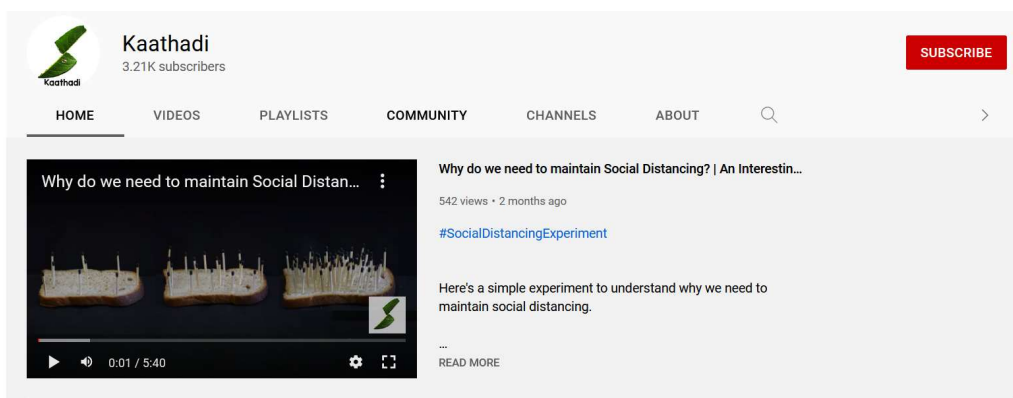 Kaathadi
Kaathadi
3.21K subscribers
SUBSCRIBE
HOME
VIDEOS
PLAYLISTS
COMMUNITY
CHANNELS
ABOUT
Why do we need to maintain Social Distan...
0:01 / 5:40
Why do we need to maintain Social Distancing? | An Interestin...
542 views • 2 months ago
#SocialDistancingExperiment
Here's a simple experiment to understand why we need to
maintain social distancing.
...
READ MORE